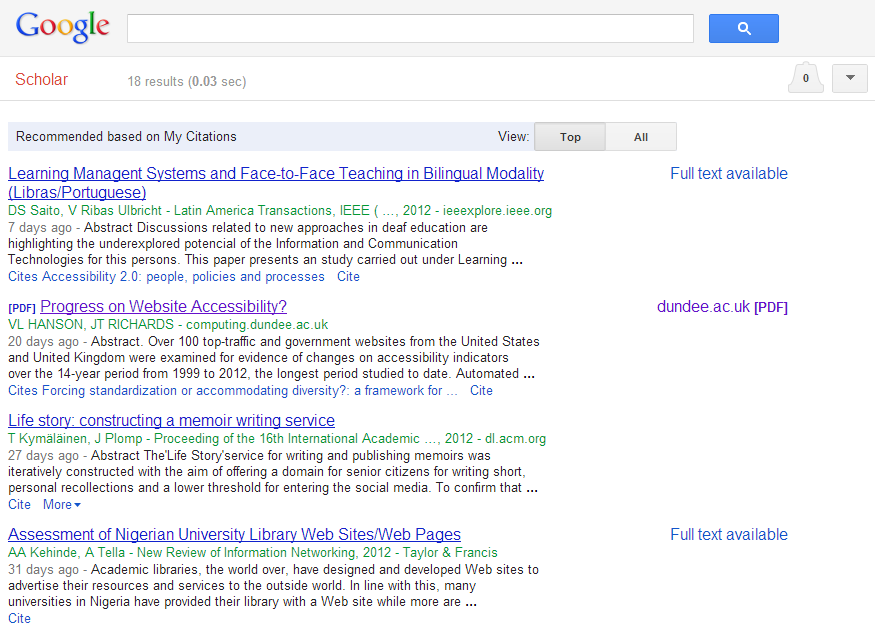 Google
Scholar 18 results (0.03 sec) 0
Recommended based on My Citations View: Top All
Learning Managent Systems and Face-to-Face Teaching in Bilingual Modality Full text available
(Libras/Portuguese)
DS Saito, V Ribas Ulbricht - Latin America Transactions, IEEE ( ..., 2012 - ieeexplore.ieee.org
7 days ago - Abstract Discussions related to new approaches in deaf education are
highlighting the underexplored potencial of the Information and Communication
Technologies for this persons. This paper presents an study carried out under Learning ...
Cites Accessibility 2.0: people, policies and processes Cite
[PDF] Progress on Website Accessibility? dundee.ac.uk [PDF]
VL HANSON, JT RICHARDS - computing.dundee.ac.uk
20 days ago - Abstract. Over 100 top-traffic and government websites from the United States
and United Kingdom were examined for evidence of changes on accessibility indicators
over the 14-year period from 1999 to 2012, the longest period studied to date. Automated ...
Cites Forcing standardization or accommodating diversity?: a framework for ... Cite
Life story: constructing a memoir writing service
T Kymäläinen, J Plomp - Proceeding of the 16th International Academic ..., 2012 - dl.acm.org
27 days ago - Abstract The'Life Story'service for writing and publishing memoirs was
iteratively constructed with the aim of offering a domain for senior citizens for writing short,
personal recollections and a lower threshold for entering the social media. To confirm that ...
Cite More
Assessment of Nigerian University Library Web Sites/Web Pages Full text available
AA Kehinde, A Tella - New Review of Information Networking, 2012 - Taylor & Francis
31 days ago - Academic libraries, the world over, have designed and developed Web sites to
advertise their resources and services to the outside world. In line with this, many
universities in Nigeria have provided their library with a Web site while more are ...
Cite